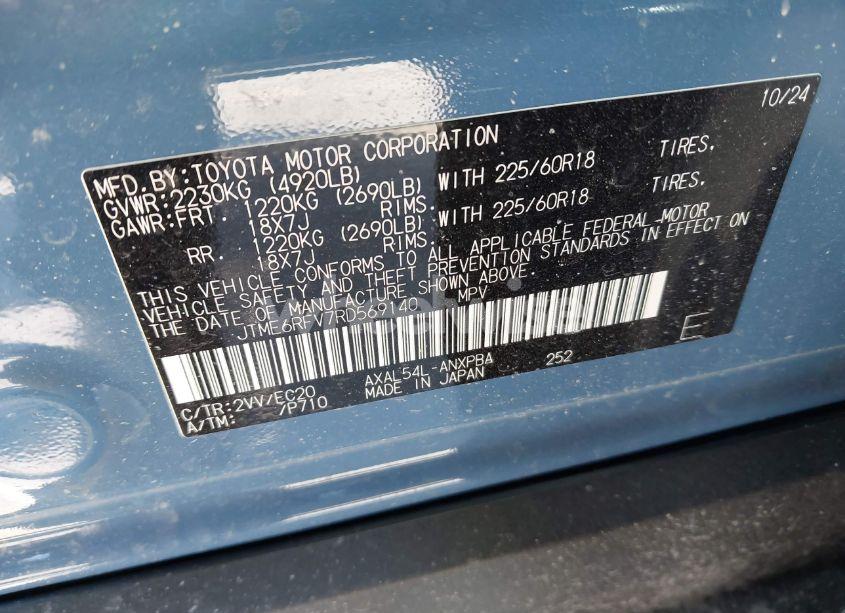 10/24
MFD.BY:TOYOTA MOTOR CORPORATION
GVWR:2230KG (4920LB)
GAWR:FRT. 1220KG (2690LB) WITH 225/60R18 TIRES.
18X7J RIMS.
RR. 1220KG (2690LB) WITH 225/60R18 TIRES.
18X7J RIMS.
THIS VEHICLE CONFORMS TO ALL APPLICABLE FEDERAL MOTOR
VEHICLE SAFETY AND THEFT PREVENTION STANDARDS IN EFFECT ON
THE DATE OF MANUFACTURE SHOWN ABOVE.
JTME6RFV7RD569140 MPV
E
C/TR:2VV/EC20 AXAL54L-ANXPBA 252
A/TM: /P710 MADE IN JAPAN